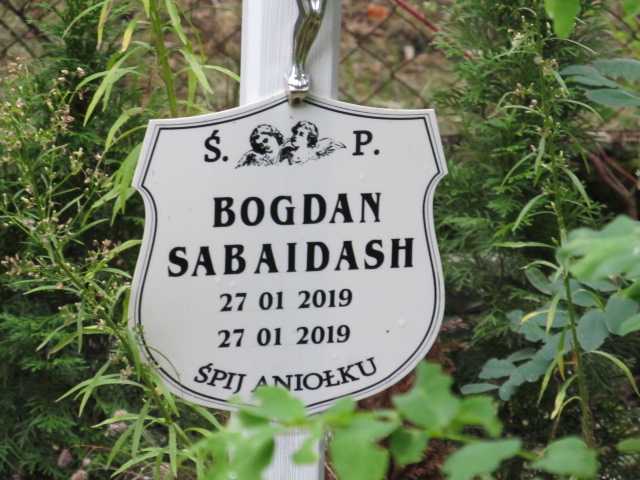 Ś. P.
BOGDAN
SABAIDASH
27 01 2019
27 01 2019
ŚPIJ ANIOŁKU